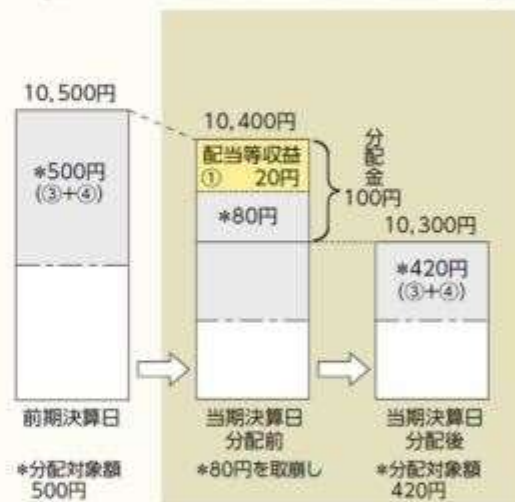 10,500円
*500円
(③+④)
前期決算日
*分配対象額
500円
10,400円
配当等収益
① 20円
*80円
分配金
100円
当期決算日
分配前
*80円を取崩し
10,300円
*420円
(③+④)
当期決算日
分配後
*分配対象額
420円